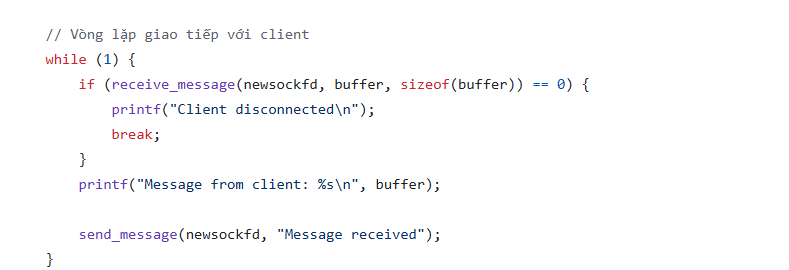 // Vòng lặp giao tiếp với client
while (1) {
    if (receive_message(newsockfd, buffer, sizeof(buffer)) == 0) {
        printf("Client disconnected\n");
        break;
    }
    printf("Message from client: %s\n", buffer);

    send_message(newsockfd, "Message received");
}